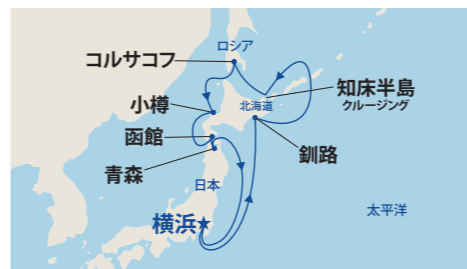 ロシア
コルサコフ
知床半島
クルージング
小樽
北海道
函館
釧路
青森
日本
横浜★
太平洋